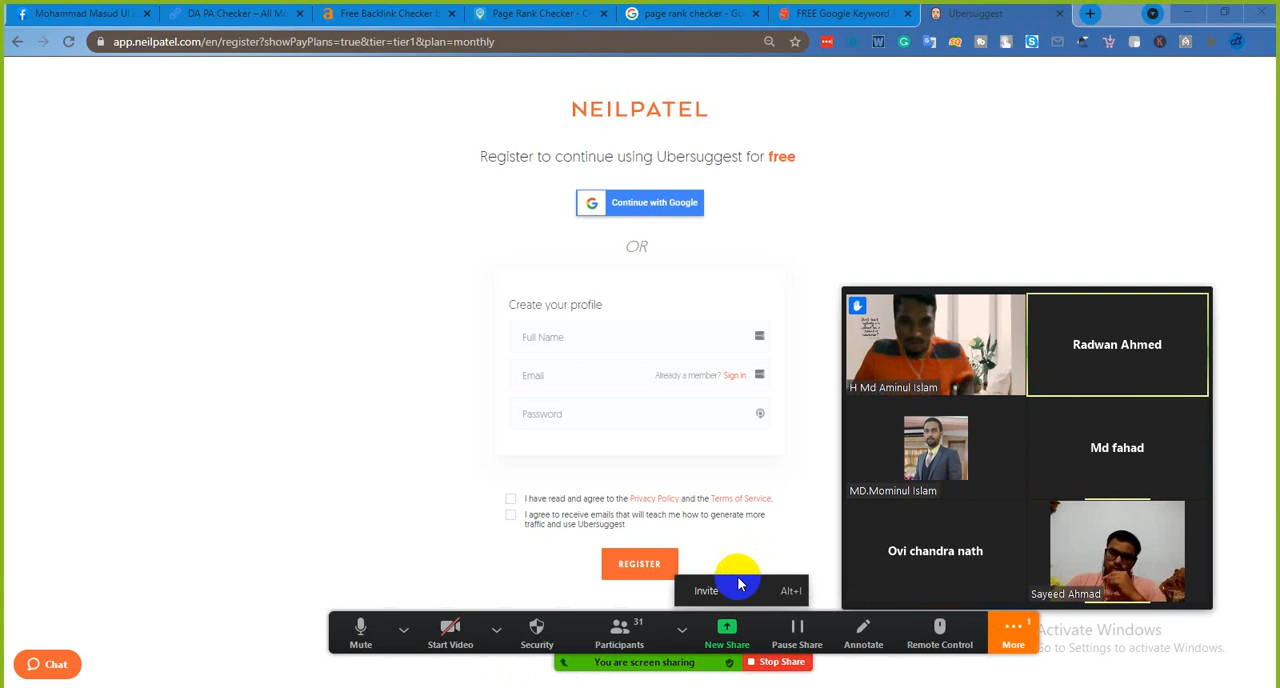 Mohammad Masud Ul
DA PA Checker – All M
Free Backlink Checker
Page Rank Checker - C
page rank checker - G
FREE Google Keyword
Ubersuggest
app.neilpatel.com/en/register?showPayPlans=true&tier=tier1&plan=monthly
NEILPATEL
Register to continue using Ubersuggest for free
Continue with Google
OR
Create your profile
Full Name
Email Already a member? Sign in
Password
I have read and agree to the Privacy Policy and the Terms of Service.
I agree to receive emails that will teach me how to generate more
traffic and use Ubersuggest
REGISTER
H Md Aminul Islam
Radwan Ahmed
MD.Mominul Islam
Md fahad
Ovi chandra nath
Sayeed Ahmad
Invite Alt+I
Mute
Start Video
Security
31
Participants
New Share
Pause Share
Annotate
Remote Control
1
More
You are screen sharing
Stop Share
Chat
Activate Windows
Go to Settings to activate Windows.